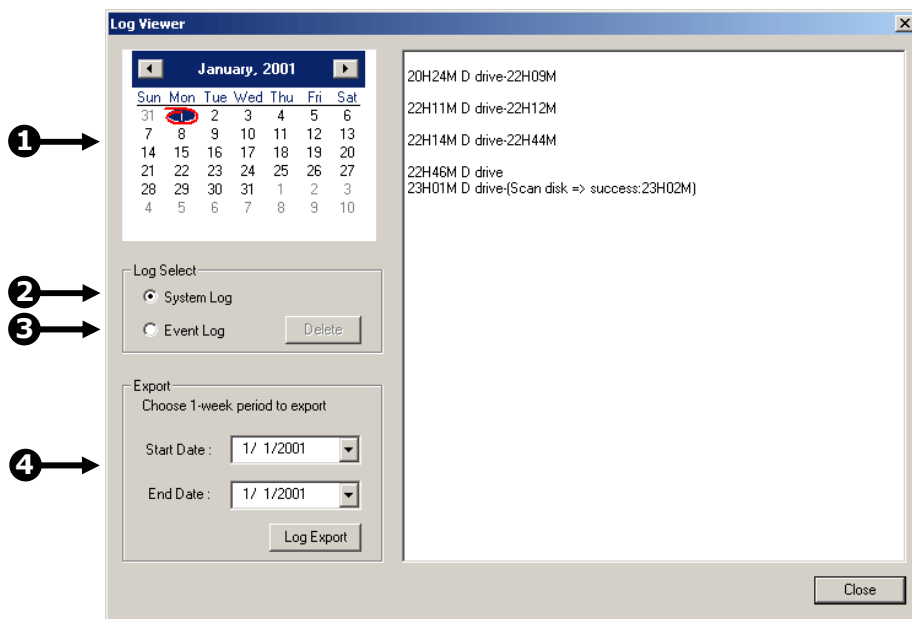 Log Viewer
January, 2001
Sun Mon Tue Wed Thu Fri Sat
31 1 2 3 4 5 6
7 8 9 10 11 12 13
14 15 16 17 18 19 20
21 22 23 24 25 26 27
28 29 30 31 1 2 3
4 5 6 7 8 9 10
1
Log Select
2
System Log
3
Event Log
Delete
Export
Choose 1-week period to export
Start Date :
1/ 1/2001
4
End Date :
1/ 1/2001
Log Export
20H24M D drive-22H09M
22H11M D drive-22H12M
22H14M D drive-22H44M
22H46M D drive
23H01M D drive-(Scan disk => success:23H02M)
Close